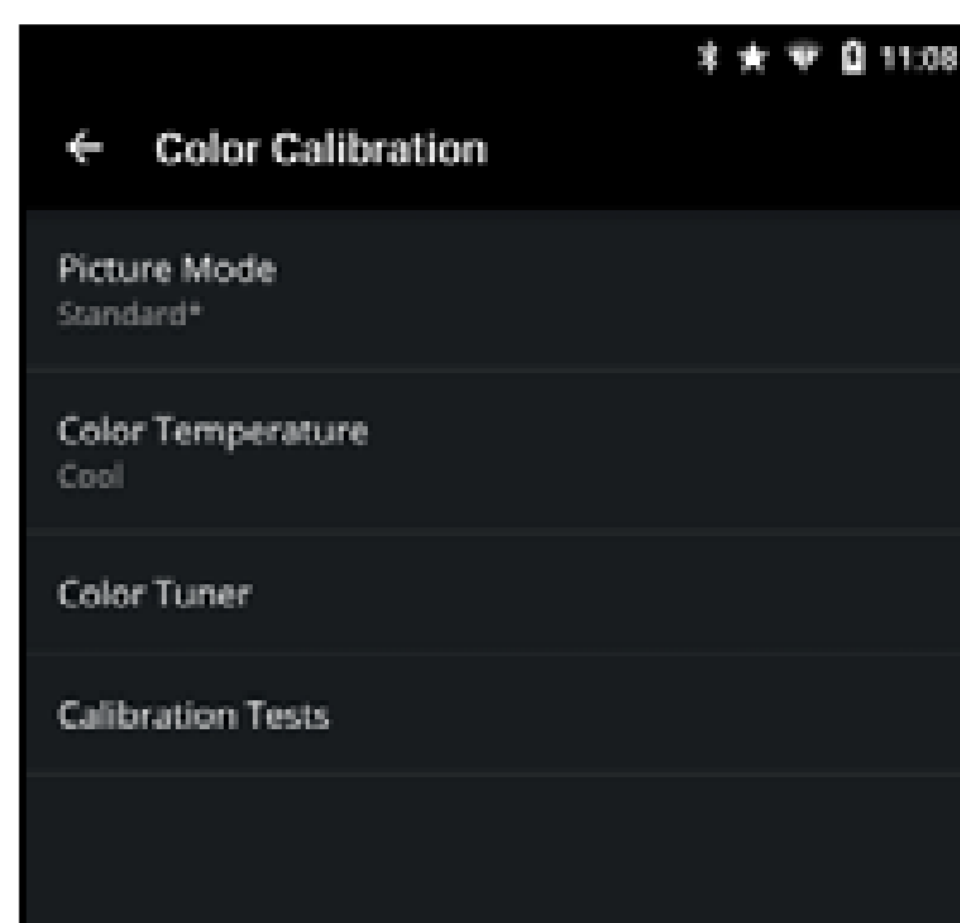 11:08
Color Calibration
Picture Mode
Standard*
Color Temperature
Cool
Color Tuner
Calibration Tests